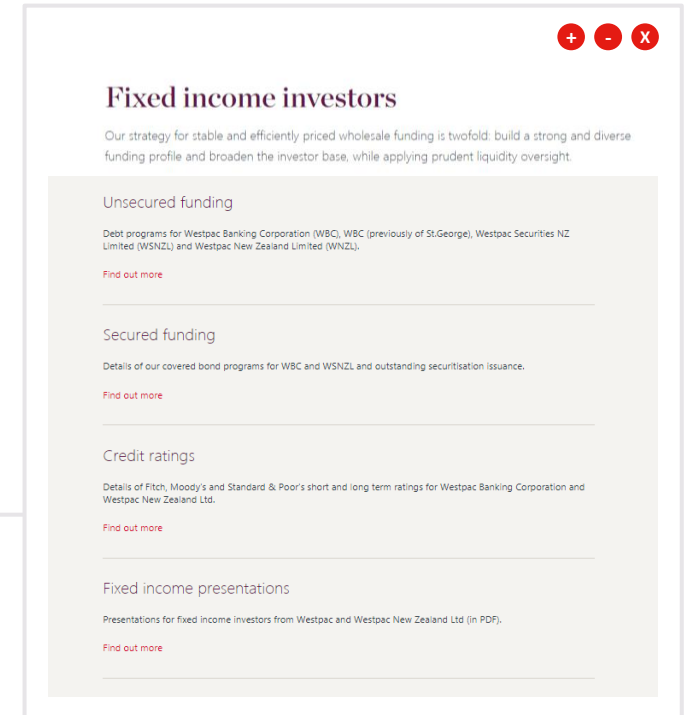 + - X
Fixed income investors
Our strategy for stable and efficiently priced wholesale funding is twofold: build a strong and diverse
funding profile and broaden the investor base, while applying prudent liquidity oversight.
Unsecured funding
Debt programs for Westpac Banking Corporation (WBC), WBC (previously of St.George), Westpac Securities NZ
Limited (WSNZL) and Westpac New Zealand Limited (WNZL).
Find out more
Secured funding
Details of our covered bond programs for WBC and WSNZL and outstanding securitisation issuance.
Find out more
Credit ratings
Details of Fitch, Moody's and Standard & Poor's short and long term ratings for Westpac Banking Corporation and
Westpac New Zealand Ltd.
Find out more
Fixed income presentations
Presentations for fixed income investors from Westpac and Westpac New Zealand Ltd (in PDF).
Find out more